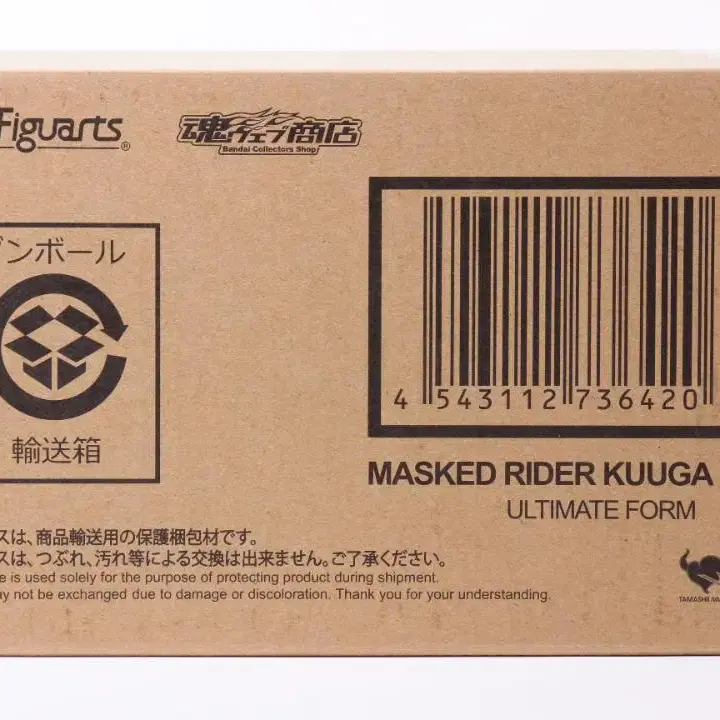 Figuarts®
魂ウェブ商店
Bandai Collectors Shop
ンボール
輸送箱
4 543112 736420
MASKED RIDER KUUGA
ULTIMATE FORM
スは、商品輸送用の保護梱包材です。
スは、つぶれ、汚れ等による交換は出来ません。ご了承ください。
e is used solely for the purpose of protecting product during shipment.
ay not be exchanged due to damage or discoloration. Thank you for your understanding.